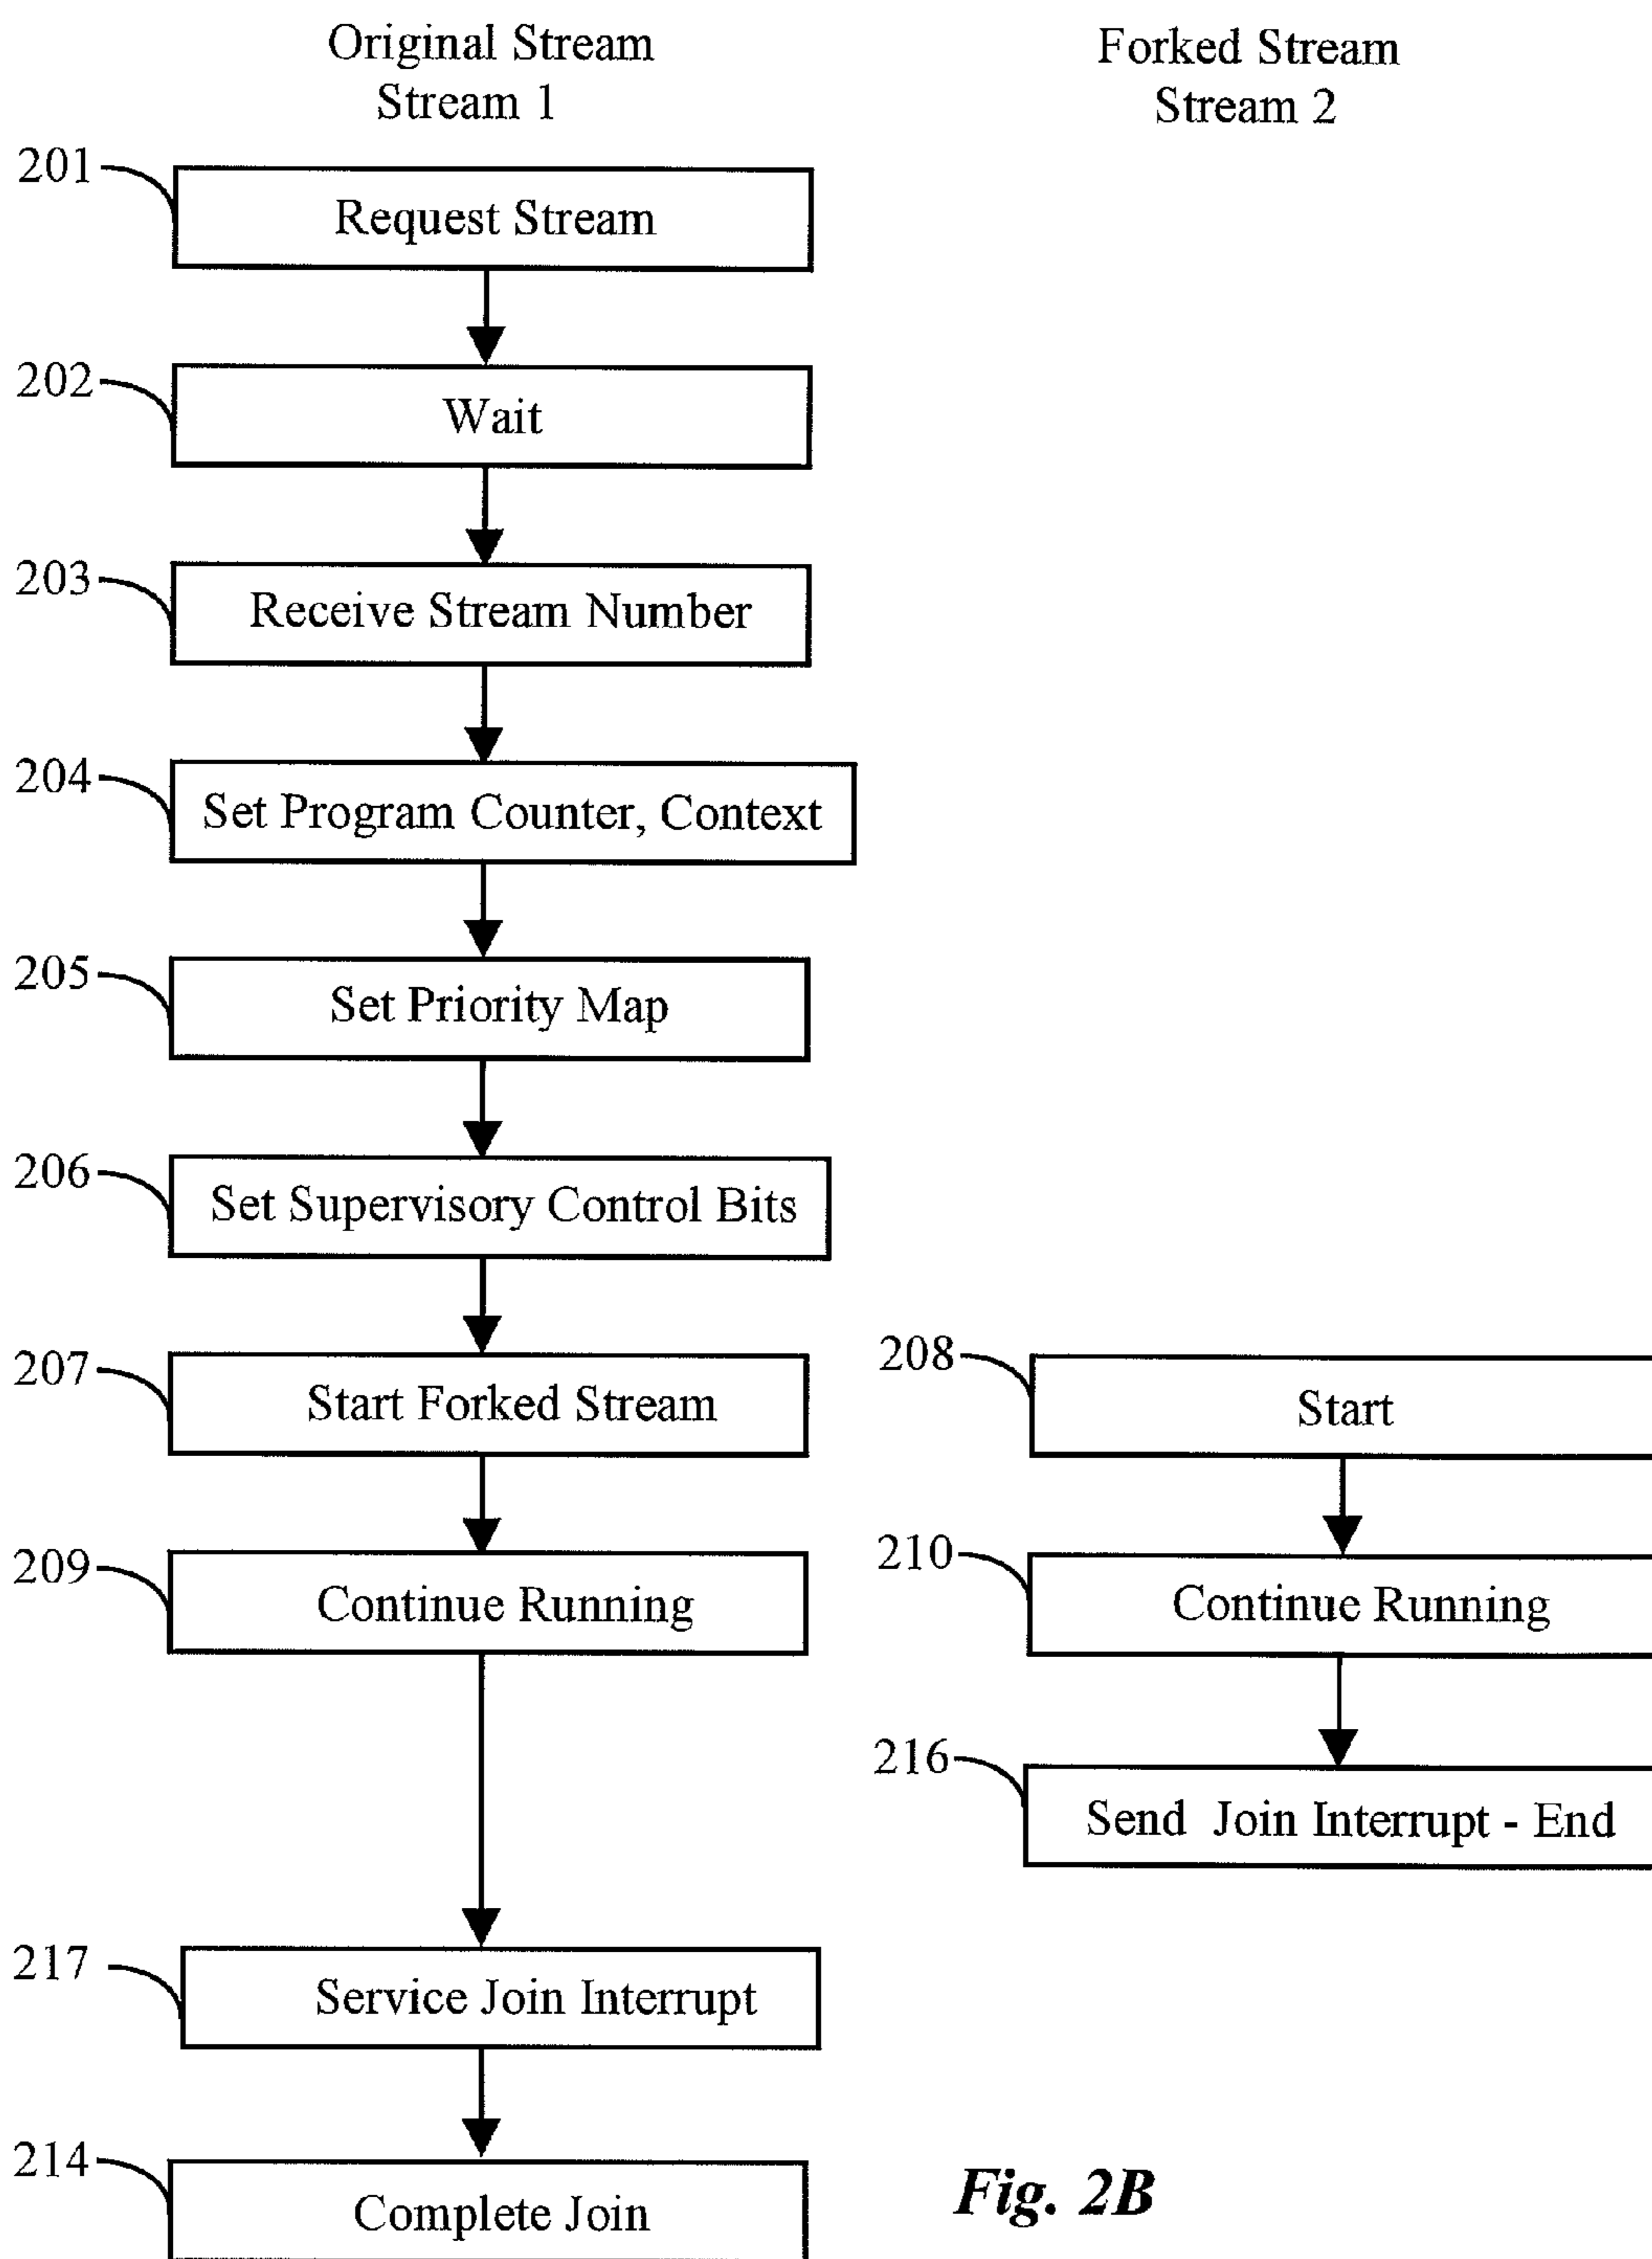 Original Stream
Stream 1
Forked Stream
Stream 2
201
Request Stream
202
Wait
203
Receive Stream Number
204
Set Program Counter, Context
205
Set Priority Map
206
Set Supervisory Control Bits
207
Start Forked Stream
208
Start
209
Continue Running
210
Continue Running
216
Send Join Interrupt - End
217
Service Join Interrupt
214
Complete Join
Fig. 2B